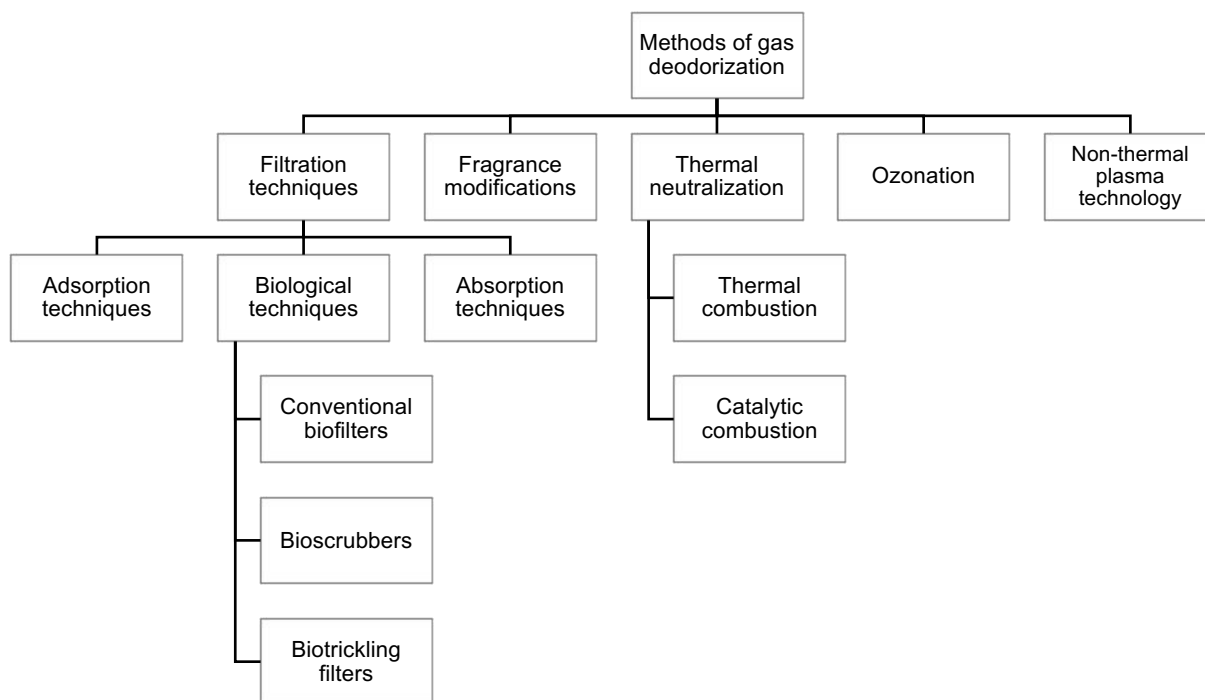 Methods of gas
deodorization
Filtration
techniques
Fragrance
modifications
Thermal
neutralization
Ozonation
Non-thermal
plasma
technology
Adsorption
techniques
Biological
techniques
Absorption
techniques
Thermal
combustion
Conventional
biofilters
Catalytic
combustion
Bioscrubbers
Biotrickling
filters